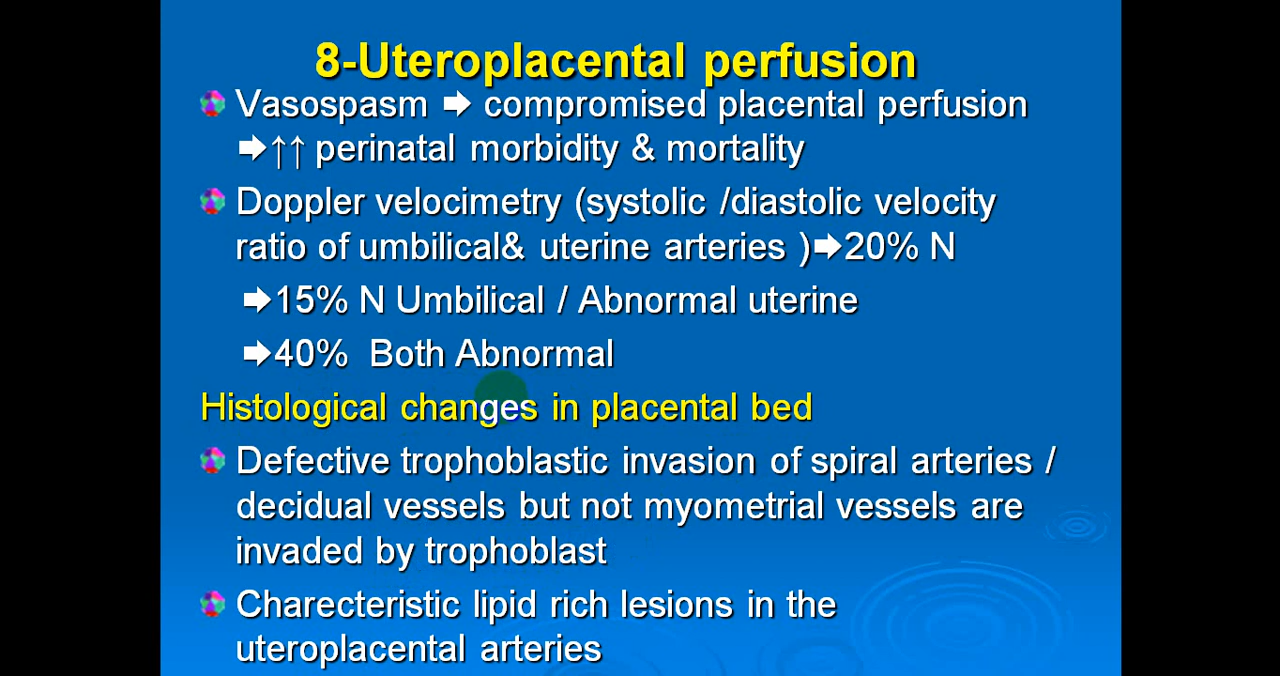 8-Uteroplacental perfusion
Vasospasm ➡ compromised placental perfusion
➡↑↑ perinatal morbidity & mortality
Doppler velocimetry (systolic /diastolic velocity
ratio of umbilical& uterine arteries )➡20% N
➡15% N Umbilical / Abnormal uterine
➡40% Both Abnormal
Histological changes in placental bed
Defective trophoblastic invasion of spiral arteries /
decidual vessels but not myometrial vessels are
invaded by trophoblast
Charecteristic lipid rich lesions in the
uteroplacental arteries